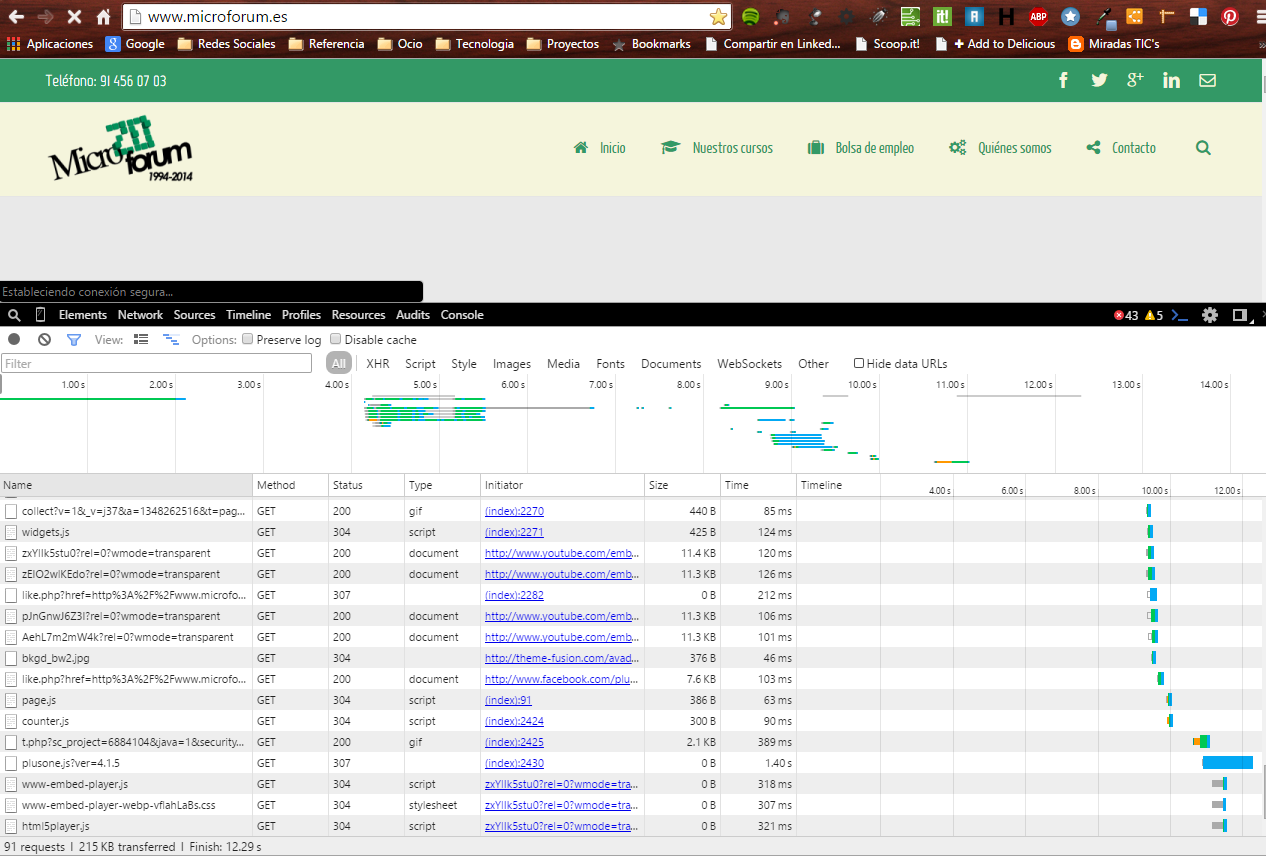 www.microforum.es
Aplicaciones Google Redes Sociales Referencia Ocio Tecnologia Proyectos Bookmarks Compartir en Linked... Scoop.it! + Add to Delicious Miradas TIC's »
Teléfono: 91 456 07 03
Micro 20 forum
1994-2014
Inicio Nuestros cursos Bolsa de empleo Quiénes somos Contacto
Estableciendo conexión segura...
Elements Network Sources Timeline Profiles Resources Audits Console 43 5
View: Options: Preserve log Disable cache
Filter All XHR Script Style Images Media Fonts Documents WebSockets Other Hide data URLs
1.00 s 2.00 s 3.00 s 4.00 s 5.00 s 6.00 s 7.00 s 8.00 s 9.00 s 10.00 s 11.00 s 12.00 s 13.00 s 14.00 s
Name Method Status Type Initiator Size Time Timeline 4.00 s 6.00 s 8.00 s 10.00 s 12.00 s
collect?v=1&_v=j37&a=1348262516&t=pag... GET 200 gif (index):2270 440 B 85 ms
widgets.js GET 304 script (index):2271 425 B 124 ms
zxYllk5stu0?rel=0?wmode=transparent GET 200 document http://www.youtube.com/emb... 11.4 KB 120 ms
zElO2wlKEdo?rel=0?wmode=transparent GET 200 document http://www.youtube.com/emb... 11.3 KB 126 ms
like.php?href=http%3A%2F%2Fwww.microfo... GET 307 (index):2282 0 B 212 ms
pJnGnwJ6Z3I?rel=0?wmode=transparent GET 200 document http://www.youtube.com/emb... 11.3 KB 106 ms
AehL7m2mW4k?rel=0?wmode=transparent GET 200 document http://www.youtube.com/emb... 11.3 KB 101 ms
bkgd_bw2.jpg GET 304 http://theme-fusion.com/avad... 376 B 46 ms
like.php?href=http%3A%2F%2Fwww.microfo... GET 200 document http://www.facebook.com/plu... 7.6 KB 103 ms
page.js GET 304 script (index):91 386 B 63 ms
counter.js GET 304 script (index):2424 300 B 90 ms
t.php?sc_project=6884104&java=1&security... GET 200 gif (index):2425 2.1 KB 389 ms
plusone.js?ver=4.1.5 GET 307 (index):2430 0 B 1.40 s
www-embed-player.js GET 304 script zxYllk5stu0?rel=0?wmode=tra... 0 B 318 ms
www-embed-player-webp-vflahLaBs.css GET 304 stylesheet zxYllk5stu0?rel=0?wmode=tra... 0 B 307 ms
html5player.js GET 304 script zxYllk5stu0?rel=0?wmode=tra... 0 B 321 ms
91 requests | 215 KB transferred | Finish: 12.29 s